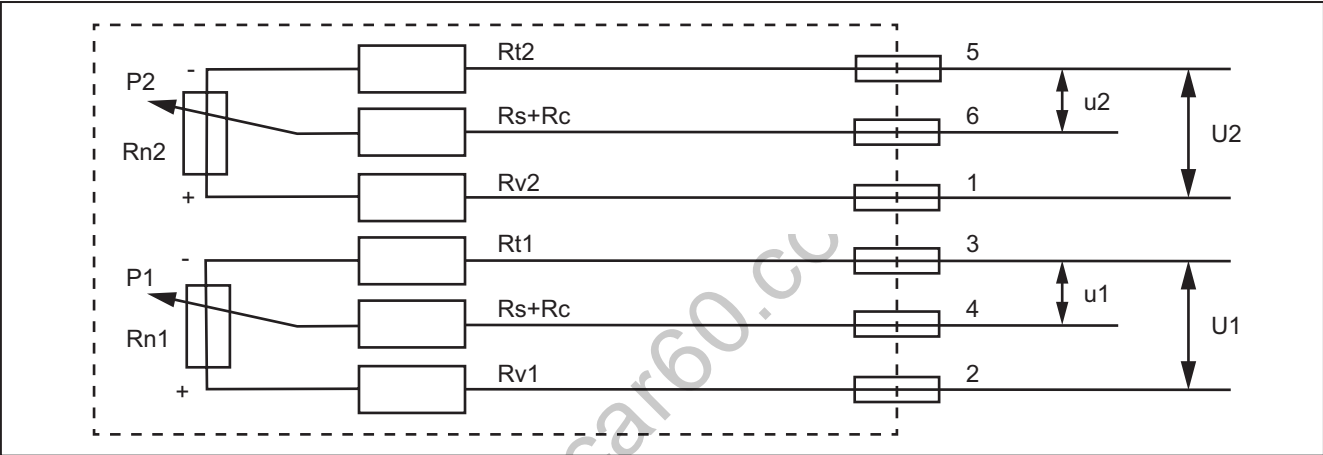 Rt2
5
P2
-
u2
Rs+Rc
6
U2
Rn2
Rv2
1
+
Rt1
3
-
P1
u1
Rs+Rc
4
U1
Rn1
Rv1
2
+